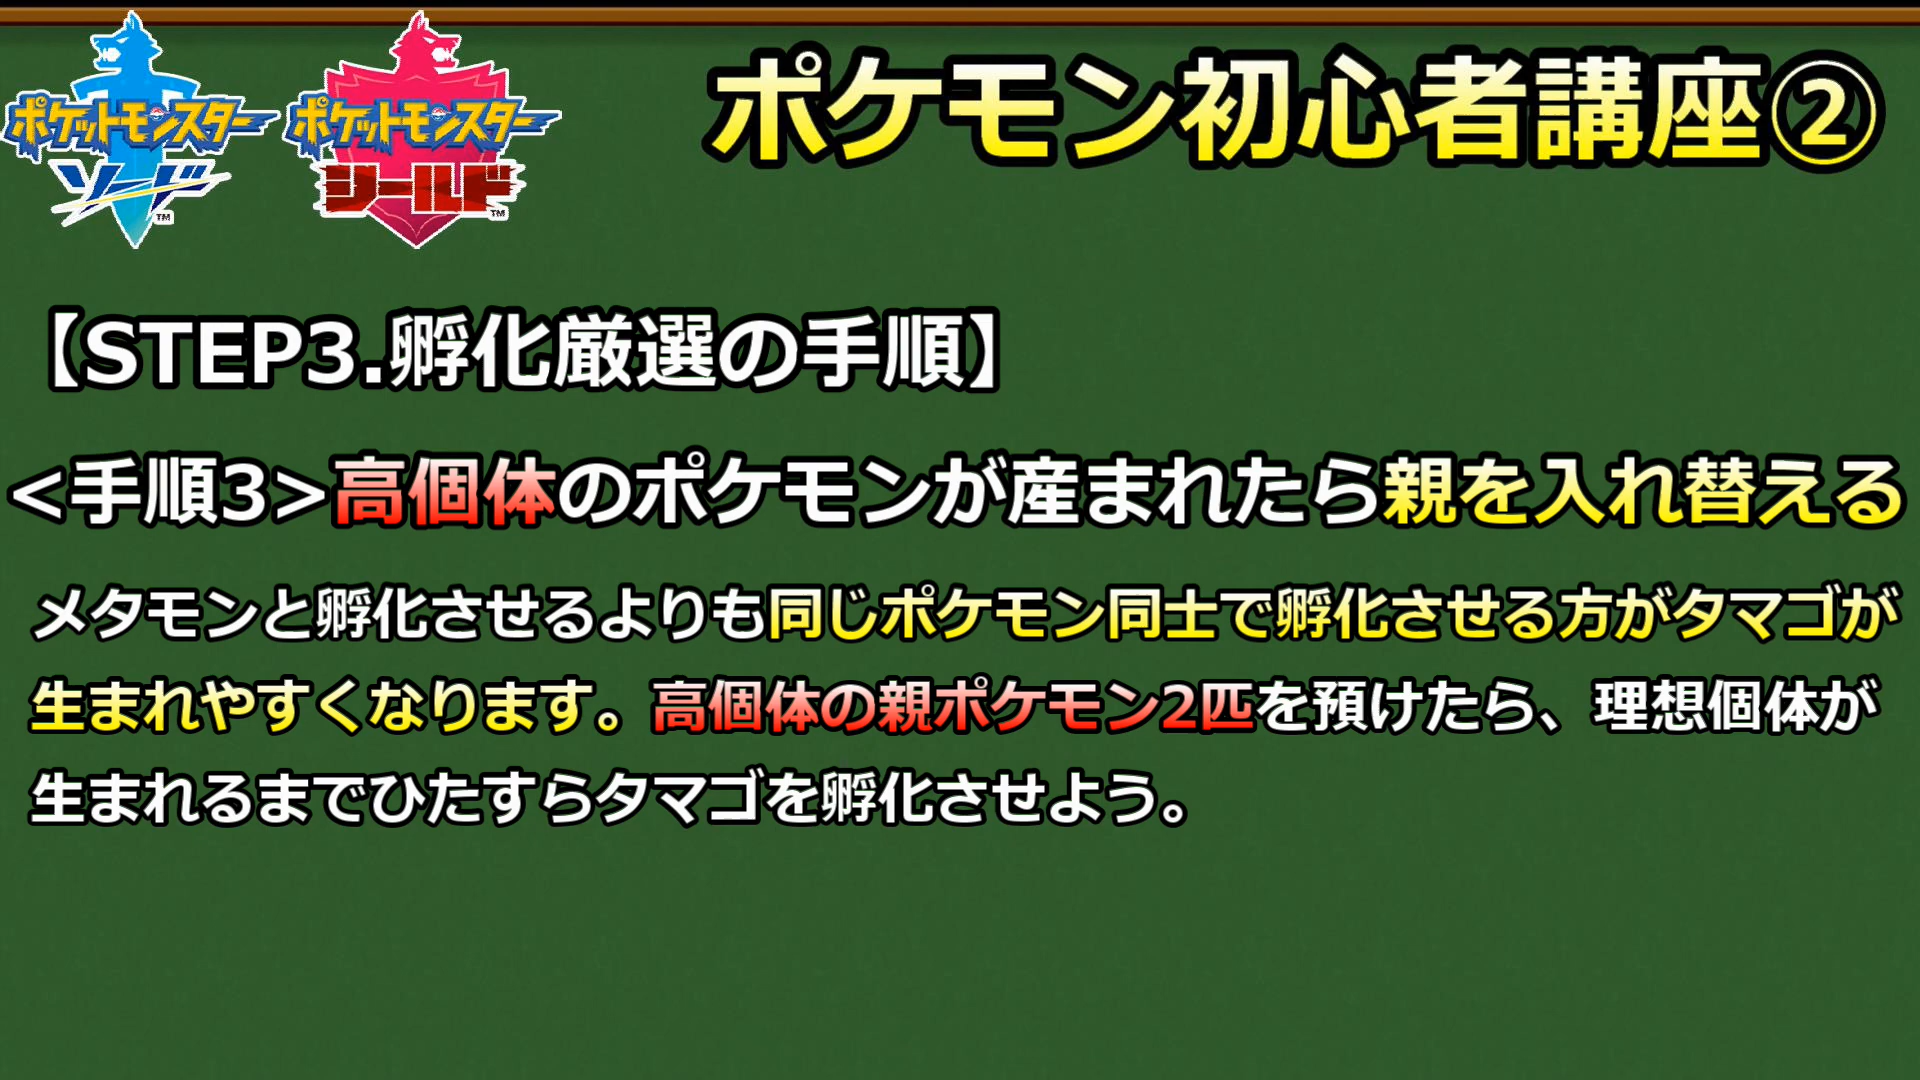 ポケットモンスター
ソード
TM
ポケットモンスター
シールド
TM
ポケモン初心者講座②
【STEP3.孵化厳選の手順】
<手順3>高個体のポケモンが産まれたら親を入れ替える
メタモンと孵化させるよりも同じポケモン同士で孵化させる方がタマゴが
生まれやすくなります。高個体の親ポケモン2匹を預けたら、理想個体が
生まれるまでひたすらタマゴを孵化させよう。